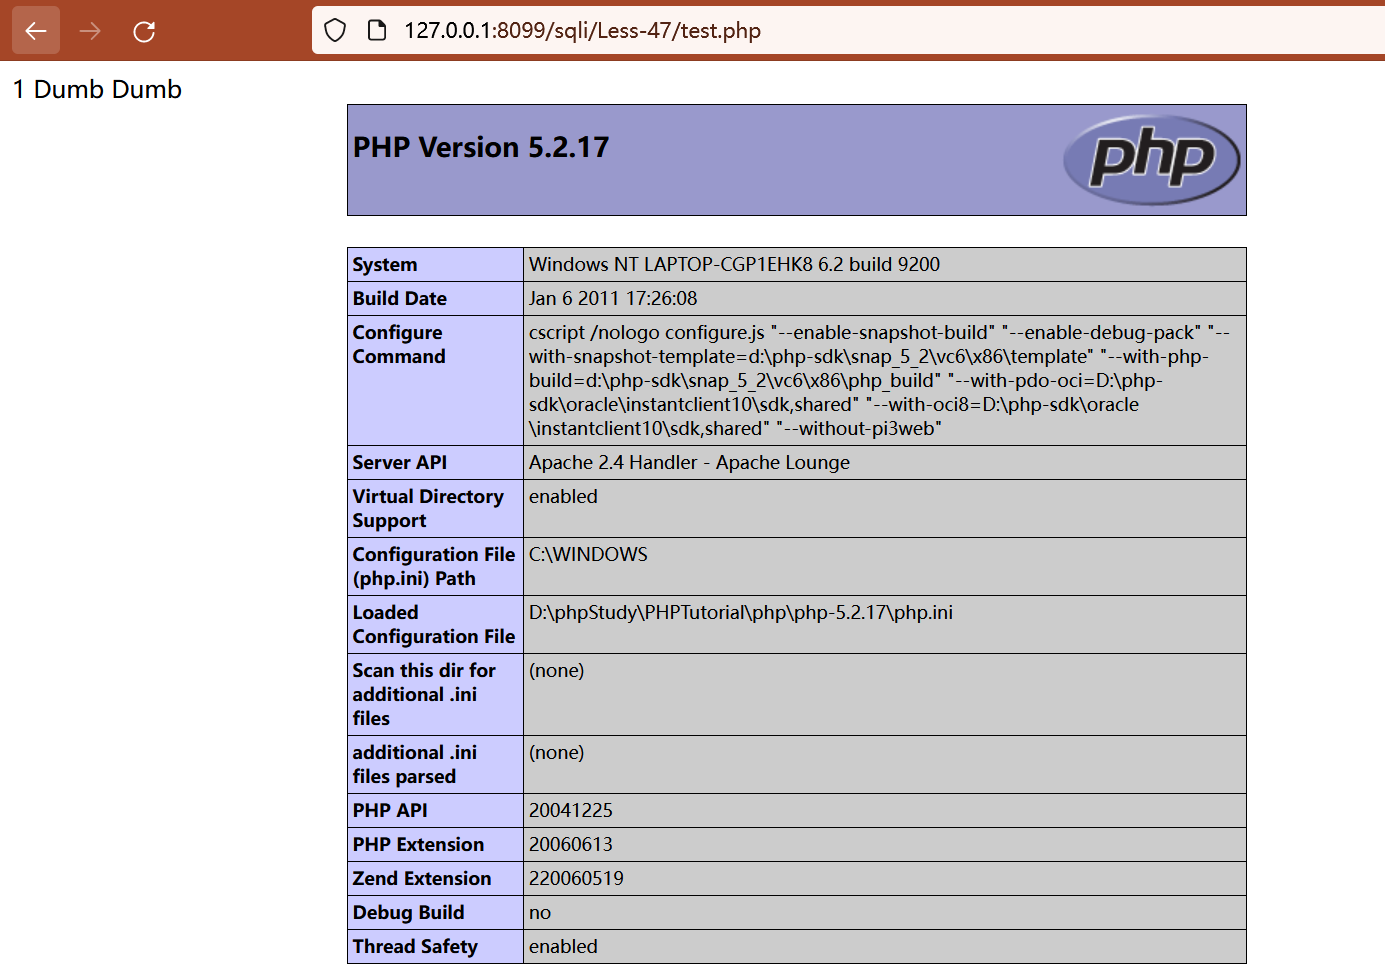 127.0.0.1:8099/sqli/Less-47/test.php
1 Dumb Dumb
PHP Version 5.2.17
php
System Windows NT LAPTOP-CGP1EHK8 6.2 build 9200
Build Date Jan 6 2011 17:26:08
Configure Command cscript /nologo configure.js "--enable-snapshot-build" "--enable-debug-pack" "--
with-snapshot-template=d:\php-sdk\snap_5_2\vc6\x86\template" "--with-php-
build=d:\php-sdk\snap_5_2\vc6\x86\php_build" "--with-pdo-oci=D:\php-
sdk\oracle\instantclient10\sdk,shared" "--with-oci8=D:\php-sdk\oracle
\instantclient10\sdk,shared" "--without-pi3web"
Server API Apache 2.4 Handler - Apache Lounge
Virtual Directory Support enabled
Configuration File (php.ini) Path C:\WINDOWS
Loaded Configuration File D:\phpStudy\PHPTutorial\php\php-5.2.17\php.ini
Scan this dir for additional .ini files (none)
additional .ini files parsed (none)
PHP API 20041225
PHP Extension 20060613
Zend Extension 220060519
Debug Build no
Thread Safety enabled